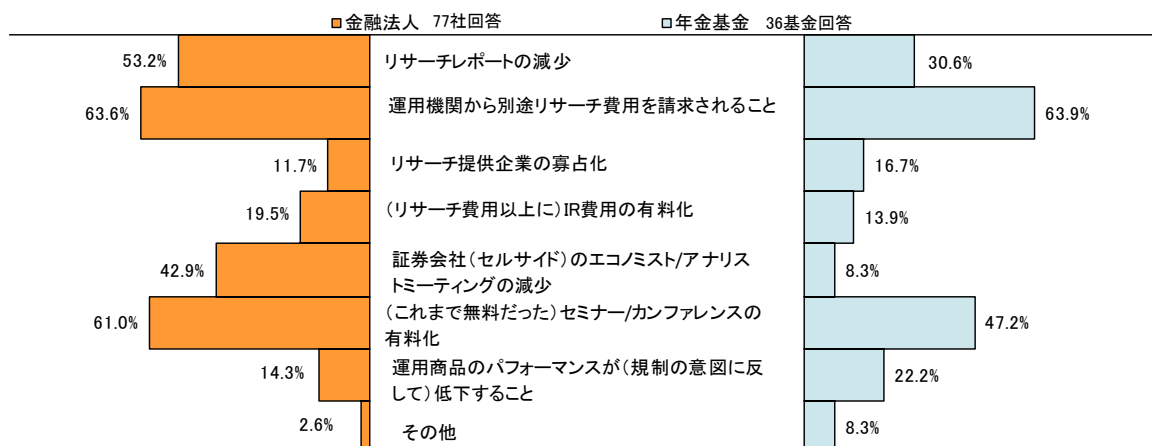 金融法人 77社回答 年金基金 36基金回答
53.2% リサーチレポートの減少 30.6%
63.6% 運用機関から別途リサーチ費用を請求されること 63.9%
11.7% リサーチ提供企業の寡占化 16.7%
19.5% (リサーチ費用以上に)IR費用の有料化 13.9%
42.9% 証券会社(セルサイド)のエコノミスト/アナリス
トミーティングの減少 8.3%
61.0% (これまで無料だった)セミナー/カンファレンスの
有料化 47.2%
14.3% 運用商品のパフォーマンスが(規制の意図に反
して)低下すること 22.2%
2.6% その他 8.3%